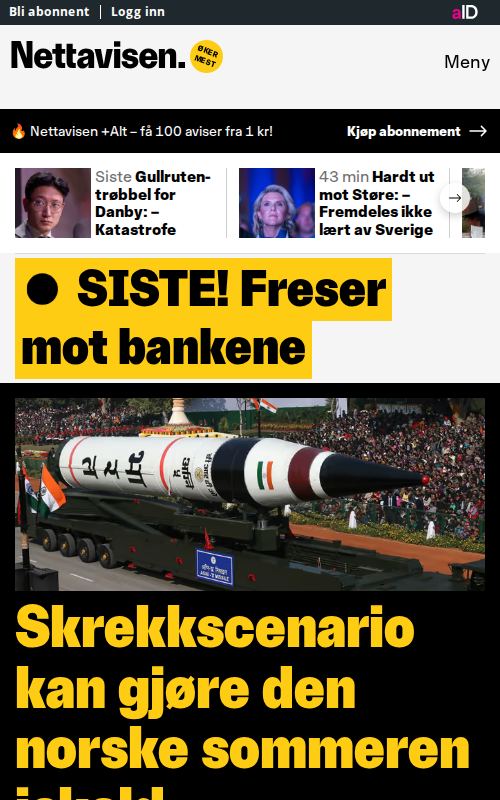 Bli abonnent
Logg inn
aID
Nettavisen.
ØKER
MEST
Meny
🔥 Nettavisen +Alt – få 100 aviser fra 1 kr!
Kjøp abonnement →
Siste Gullruten-
trøbbel for
Danby: –
Katastrofe
43 min Hardt ut
mot Støre: –
Fremdeles ikke
lært av Sverige
● SISTE! Freser
mot bankene
Skrekkscenario
kan gjøre den
norske sommeren